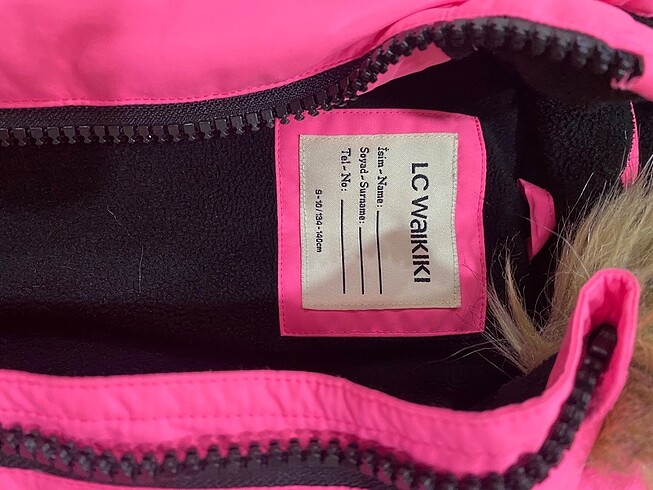 LC WAIKIKI
İsim - Name:
Soyad - Surname:
Tel - No:
9 - 10 / 134 - 140cm